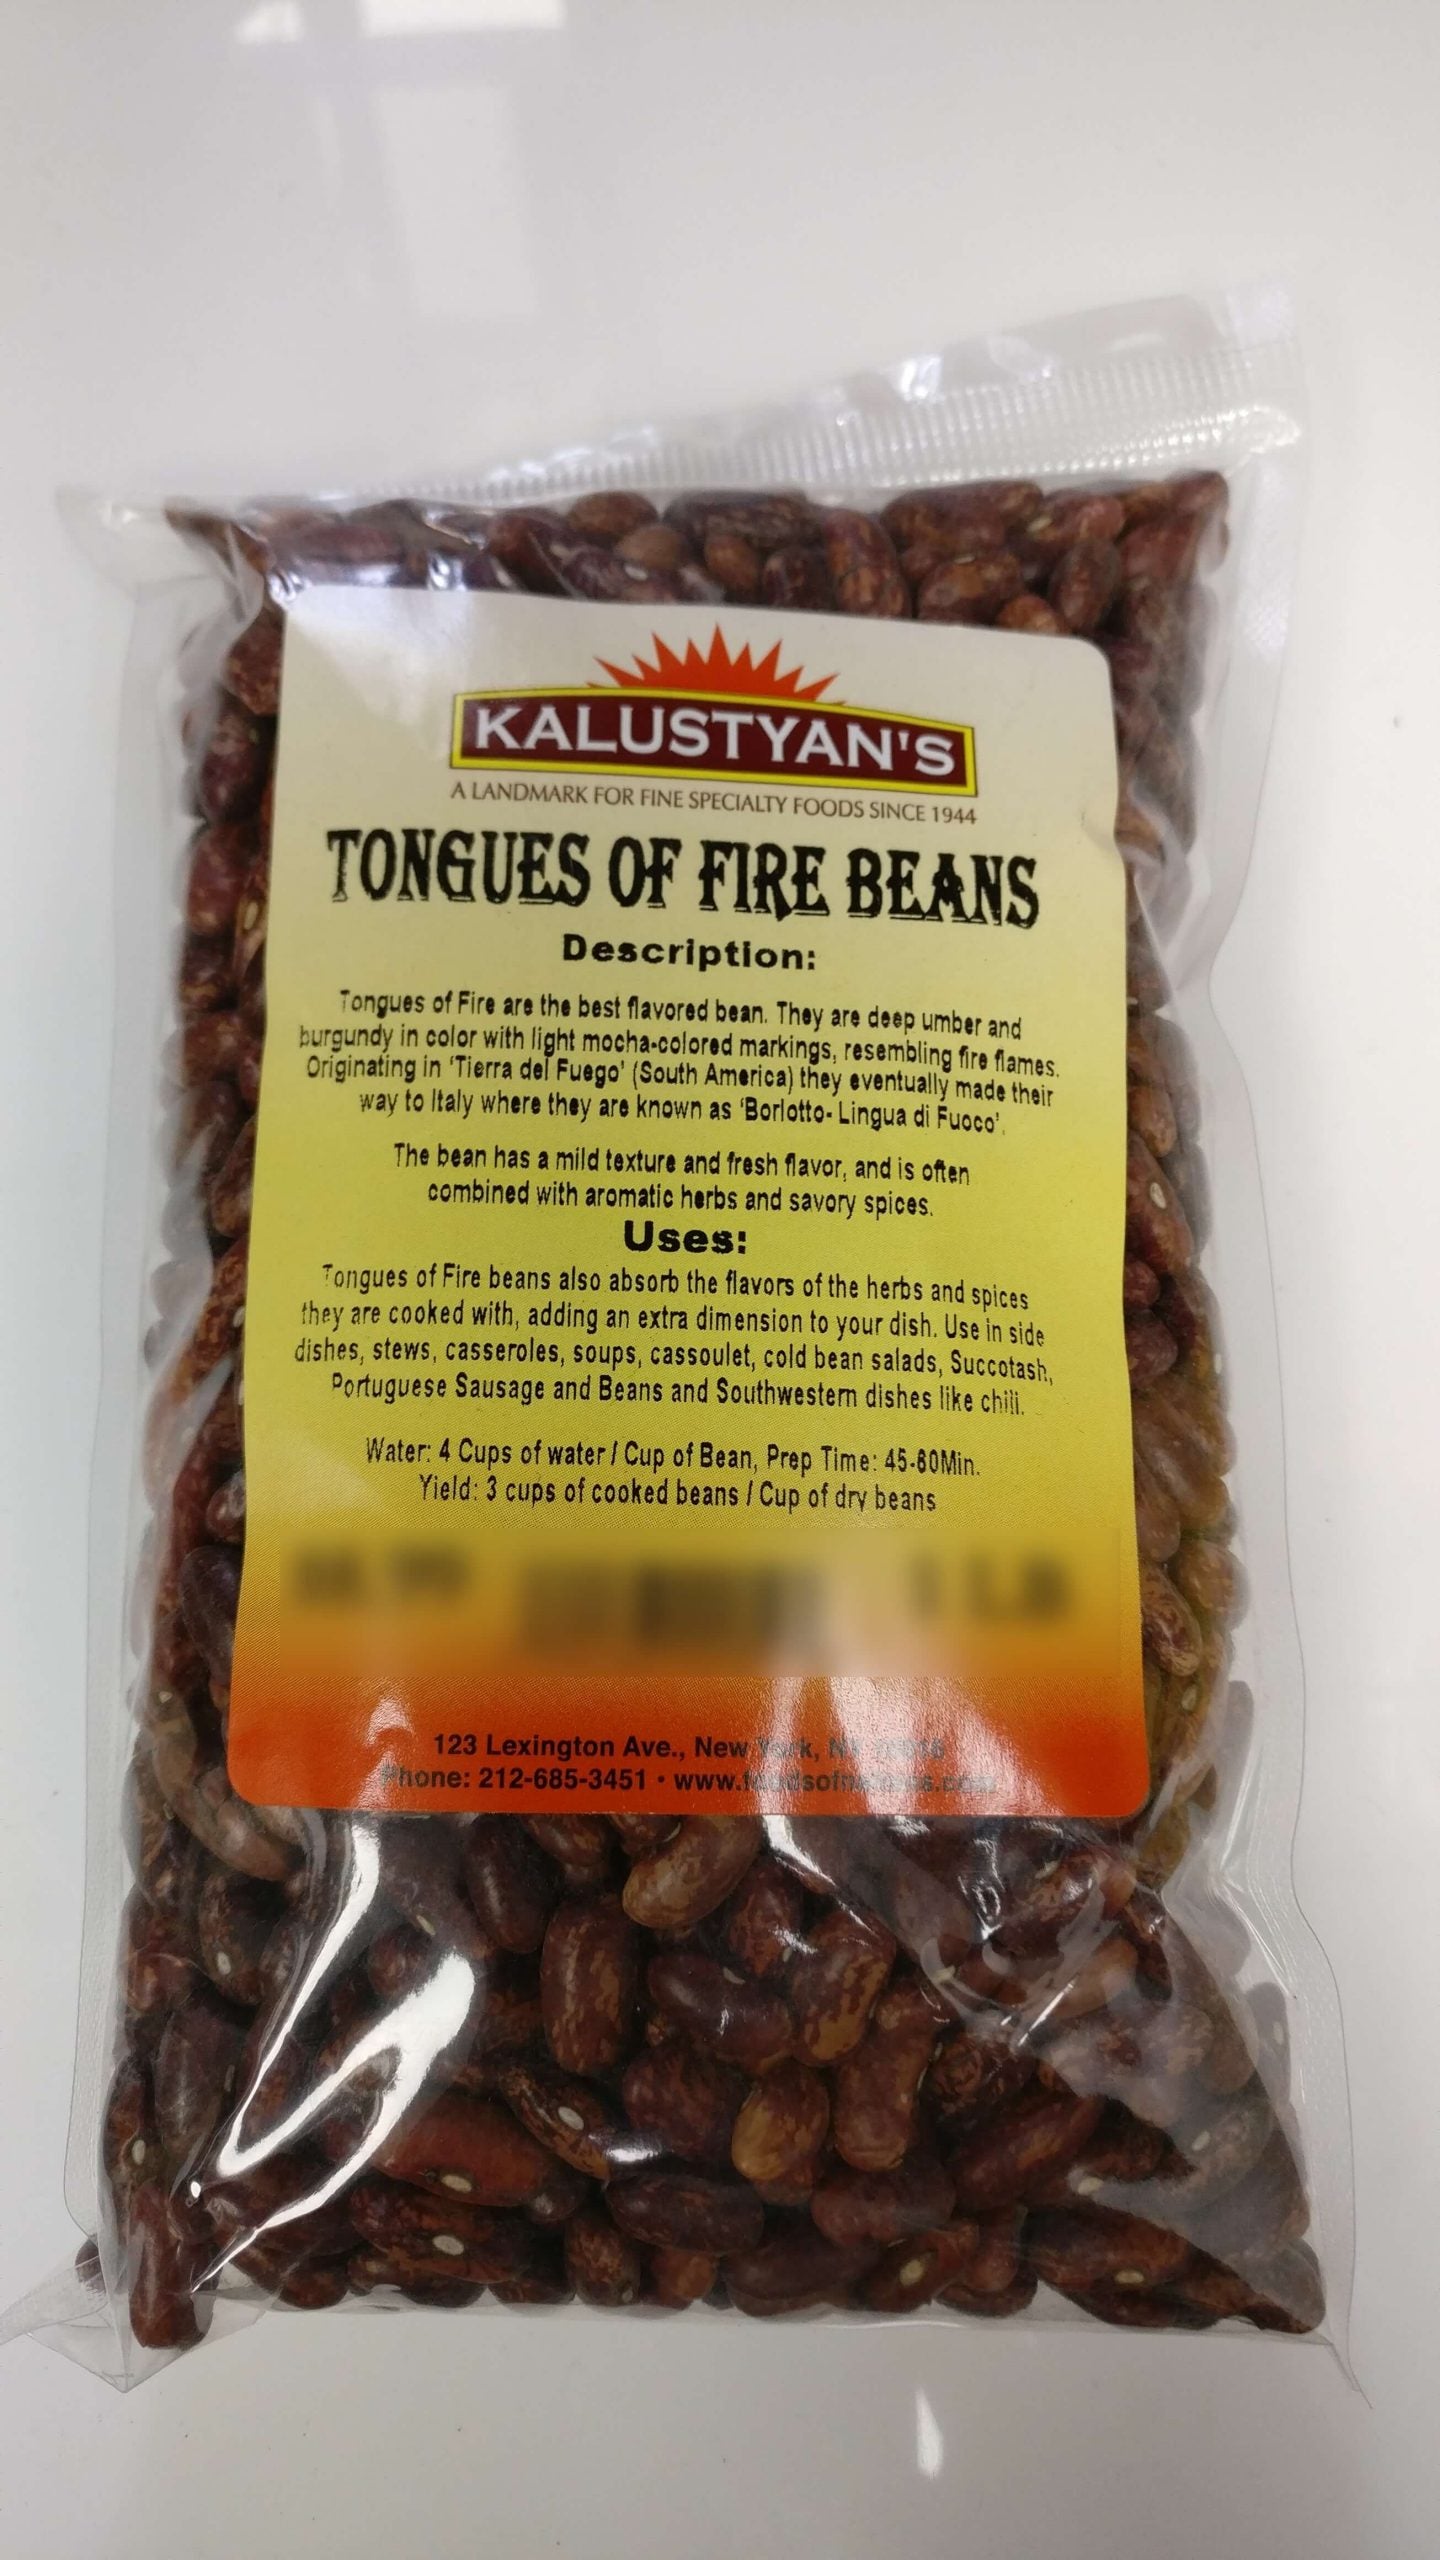 KALUSTYAN'S
A LANDMARK FOR FINE SPECIALTY FOODS SINCE 1944
TONGUES OF FIRE BEANS
Description:
Tongues of Fire are the best flavored bean. They are deep umber and
burgundy in color with light mocha-colored markings, resembling fire flames.
Originating in 'Tierra del Fuego' (South America) they eventually made their
way to Italy where they are known as 'Borlotto- Lingua di Fuoco'.
The bean has a mild texture and fresh flavor, and is often
combined with aromatic herbs and savory spices.
Uses:
Tongues of Fire beans also absorb the flavors of the herbs and spices
they are cooked with, adding an extra dimension to your dish. Use in side
dishes, stews, casseroles, soups, cassoulet, cold bean salads, Succotash,
Portuguese Sausage and Beans and Southwestern dishes like chili.
Water: 4 Cups of water / Cup of Bean, Prep Time: 45-60Min.
Yield: 3 cups of cooked beans / Cup of dry beans
123 Lexington Ave., New York, NY
Phone: 212-685-3451 •